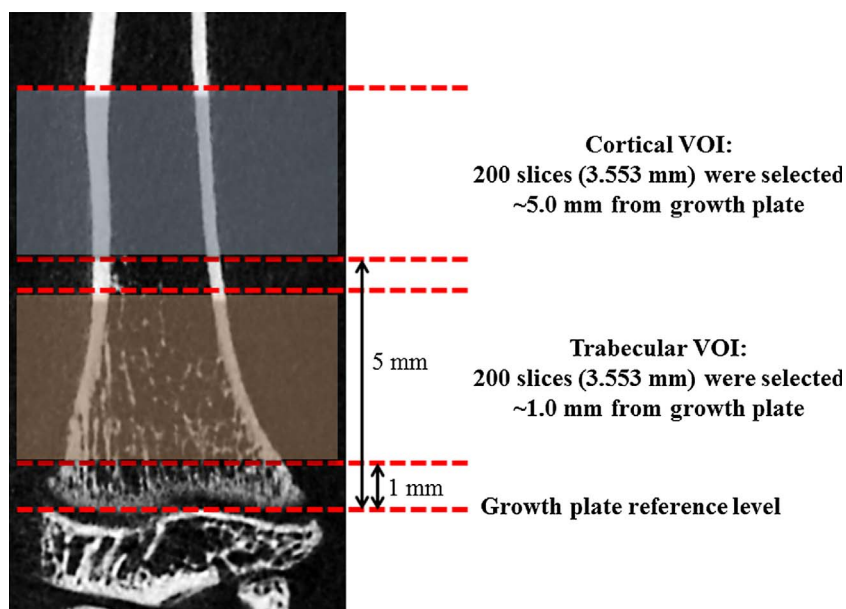 Cortical VOI:
200 slices (3.553 mm) were selected
~5.0 mm from growth plate
5 mm
Trabecular VOI:
200 slices (3.553 mm) were selected
~1.0 mm from growth plate
1 mm
Growth plate reference level